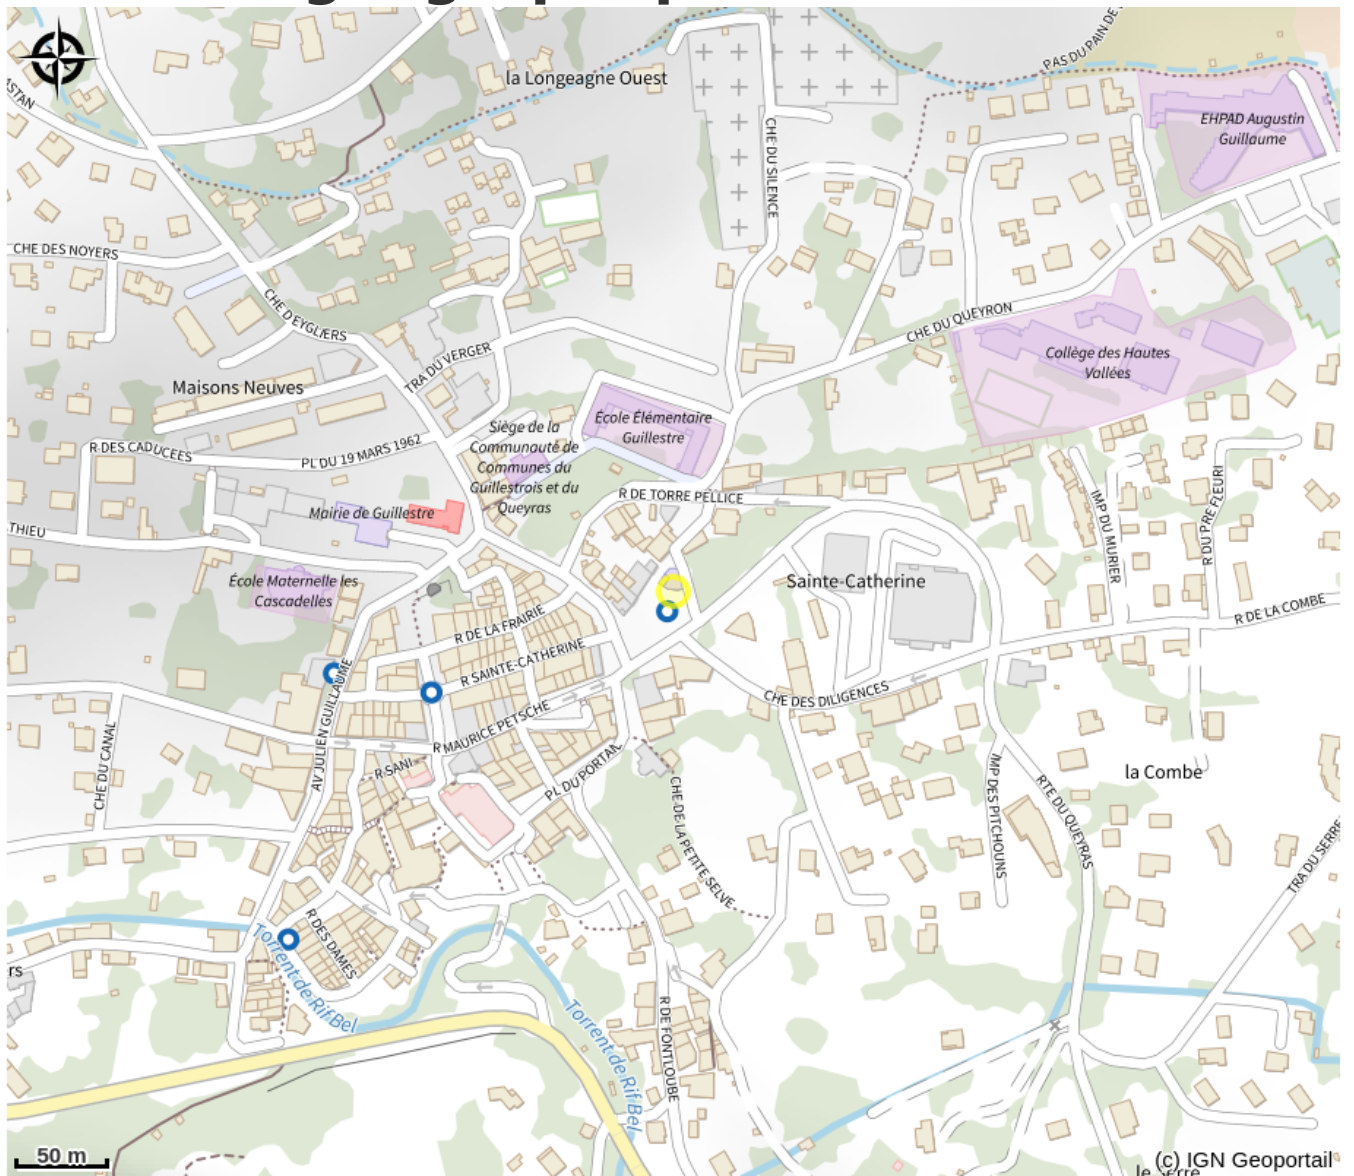 la Longeagne Ouest
PAS DU PAIN DE
EHPAD Augustin
Guillaume
CHE DU SILENCE
CHE DES NOYERS
CHE D'EYGLIERS
CHE DU QUEYRON
Collège des Hautes
Vallées
TRA DU VERGER
Maisons Neuves
École Élémentaire
Guillestre
Siège de la
Communauté de
Communes du
Guillestrois et du
Queyras
R DES CADUCÉES
PL DU 19 MARS 1962
R DE TORRE PELLICE
IMP DU MURIER
R DU PRE FLEURI
Mairie de Guillestre
THIEU
École Maternelle les
Cascadelles
Sainte-Catherine
R DE LA COMBE
R DE LA FRAIRIE
R SAINTE-CATHERINE
CHE DES DILIGENCES
AV JULIEN GUILLAUME
R MAURICE PETSCHE
CHE DU CANAL
R SANI
PL DU PORTAIL
CHE DE LA PETITE SELVE
la Combe
IMP DES PITCHOUNS
RTE DU QUEYRAS
TRA DU SERRE
R DES DAMES
Torrent de Rif Bel
Torrent de Rif Bel
R DE FONTLOUBE
rs
50 m
(c) IGN Geoportail
le Serre